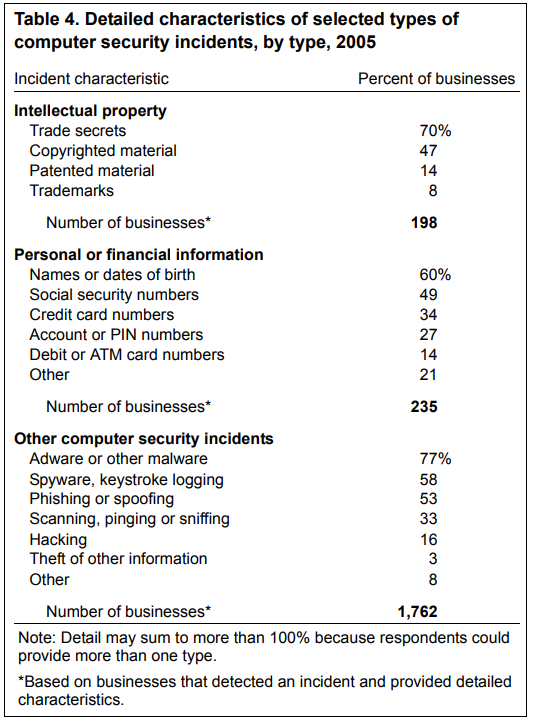 Table 4. Detailed characteristics of selected types of
computer security incidents, by type, 2005
Incident characteristic Percent of businesses
Intellectual property
Trade secrets 70%
Copyrighted material 47
Patented material 14
Trademarks 8
Number of businesses* 198
Personal or financial information
Names or dates of birth 60%
Social security numbers 49
Credit card numbers 34
Account or PIN numbers 27
Debit or ATM card numbers 14
Other 21
Number of businesses* 235
Other computer security incidents
Adware or other malware 77%
Spyware, keystroke logging 58
Phishing or spoofing 53
Scanning, pinging or sniffing 33
Hacking 16
Theft of other information 3
Other 8
Number of businesses* 1,762
Note: Detail may sum to more than 100% because respondents could
provide more than one type.
*Based on businesses that detected an incident and provided detailed
characteristics.